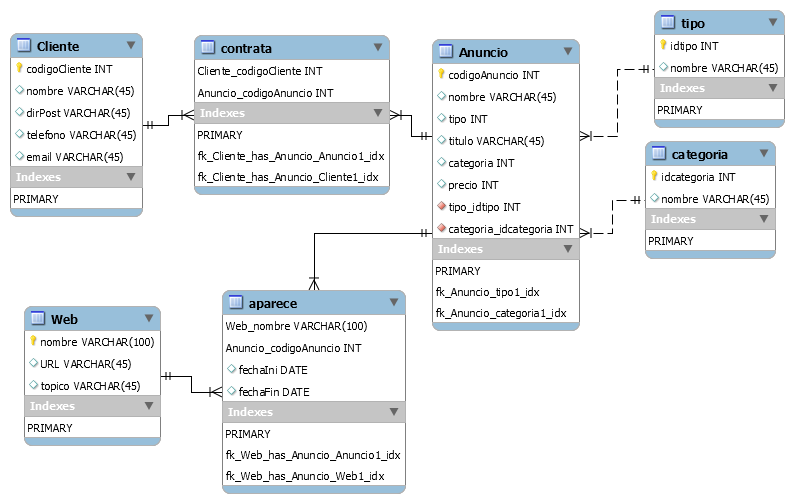 Cliente
codigoCliente INT
nombre VARCHAR(45)
dirPost VARCHAR(45)
telefono VARCHAR(45)
email VARCHAR(45)
Indexes
PRIMARY
contrata
Cliente_codigoCliente INT
Anuncio_codigoAnuncio INT
Indexes
PRIMARY
fk_Cliente_has_Anuncio_Anuncio1_idx
fk_Cliente_has_Anuncio_Cliente1_idx
Anuncio
codigoAnuncio INT
nombre VARCHAR(45)
tipo INT
titulo VARCHAR(45)
categoria INT
precio INT
tipo_idtipo INT
categoria_idcategoria INT
Indexes
PRIMARY
fk_Anuncio_tipo1_idx
fk_Anuncio_categoria1_idx
tipo
idtipo INT
nombre VARCHAR(45)
Indexes
PRIMARY
categoria
idcategoria INT
nombre VARCHAR(45)
Indexes
PRIMARY
Web
nombre VARCHAR(100)
URL VARCHAR(45)
topico VARCHAR(45)
Indexes
PRIMARY
aparece
Web_nombre VARCHAR(100)
Anuncio_codigoAnuncio INT
fechaIni DATE
fechaFin DATE
Indexes
PRIMARY
fk_Web_has_Anuncio_Anuncio1_idx
fk_Web_has_Anuncio_Web1_idx